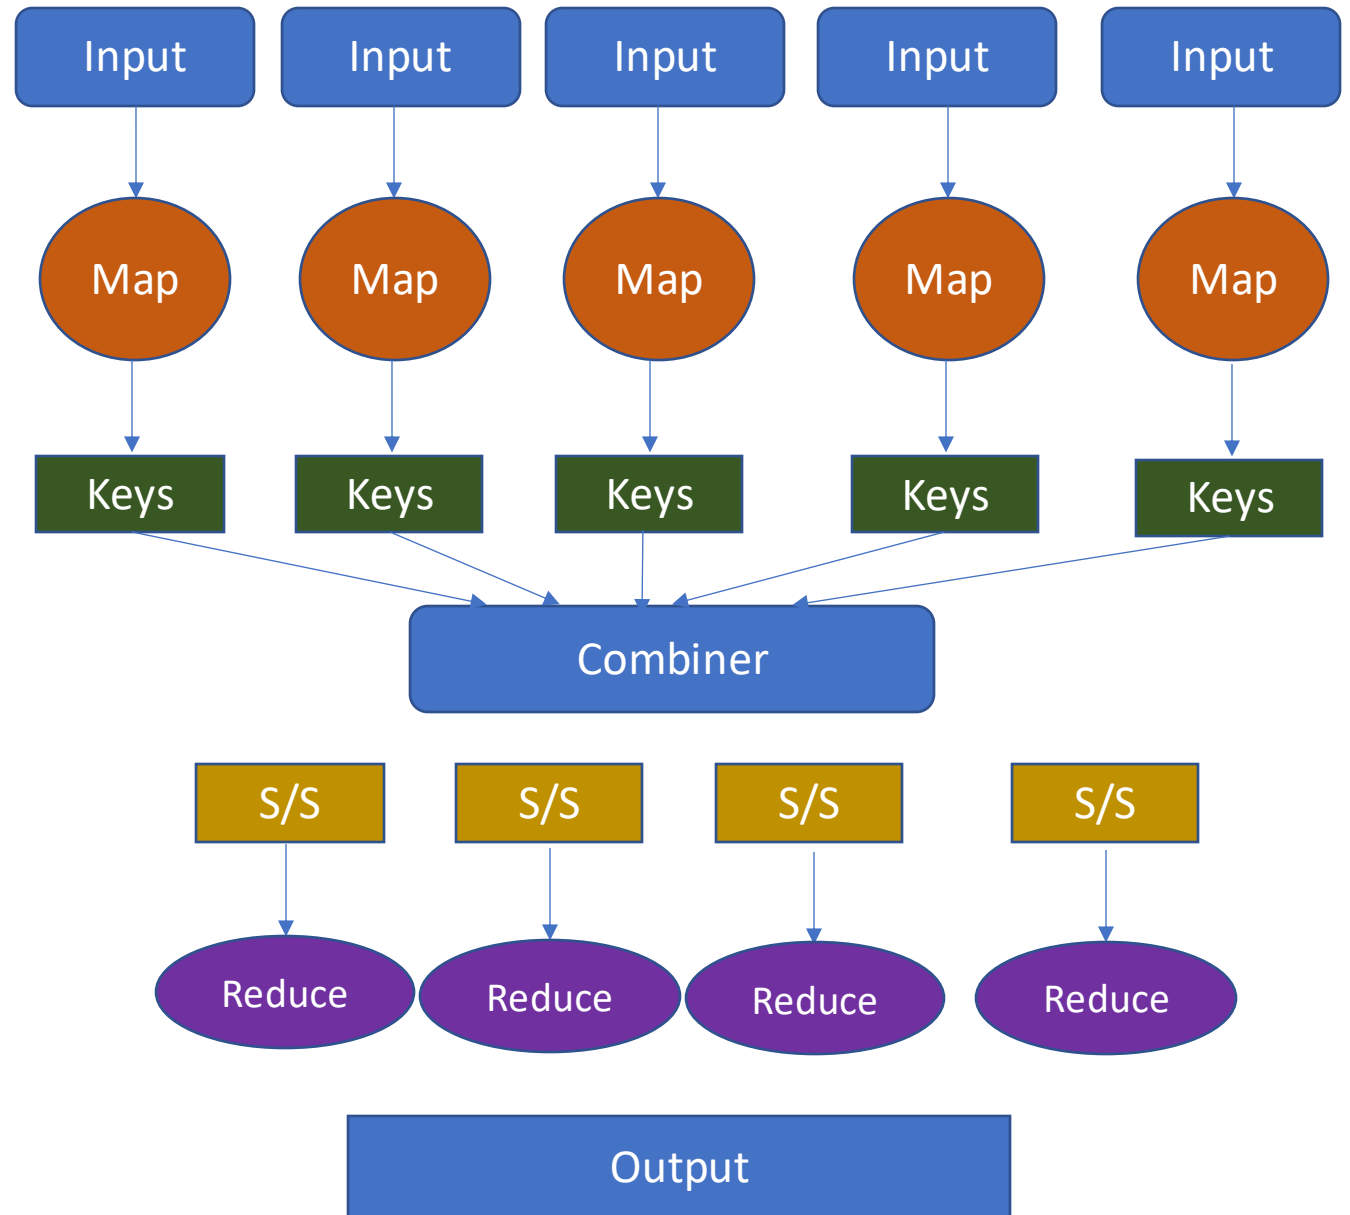 Input
Input
Input
Input
Input
Map
Map
Map
Map
Map
Keys
Keys
Keys
Keys
Keys
Combiner
S/S
S/S
S/S
S/S
Reduce
Reduce
Reduce
Reduce
Output